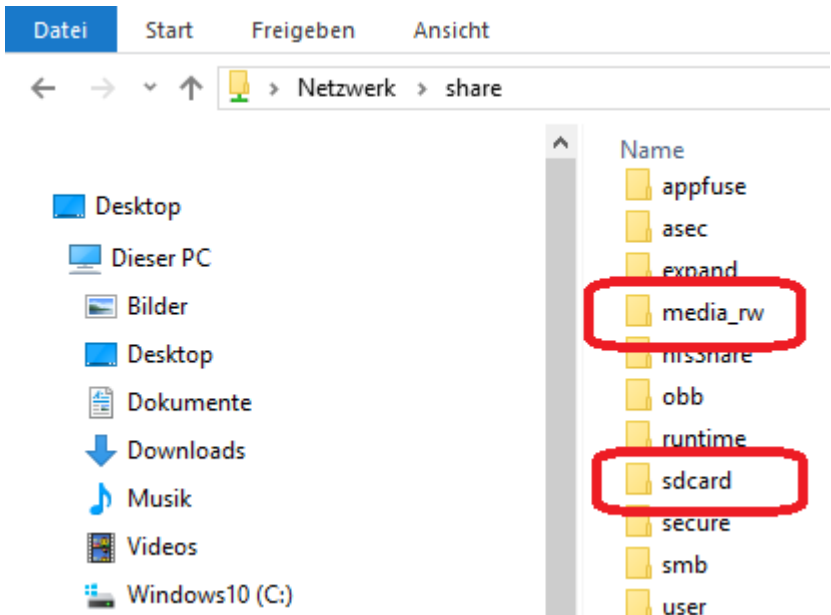 Datei Start Freigeben Ansicht
Netzwerk > share
Desktop
Dieser PC
Bilder
Desktop
Dokumente
Downloads
Musik
Videos
Windows10 (C:)
Name
appfuse
asec
expand
media_rw
nfsShare
obb
runtime
sdcard
secure
smb
user